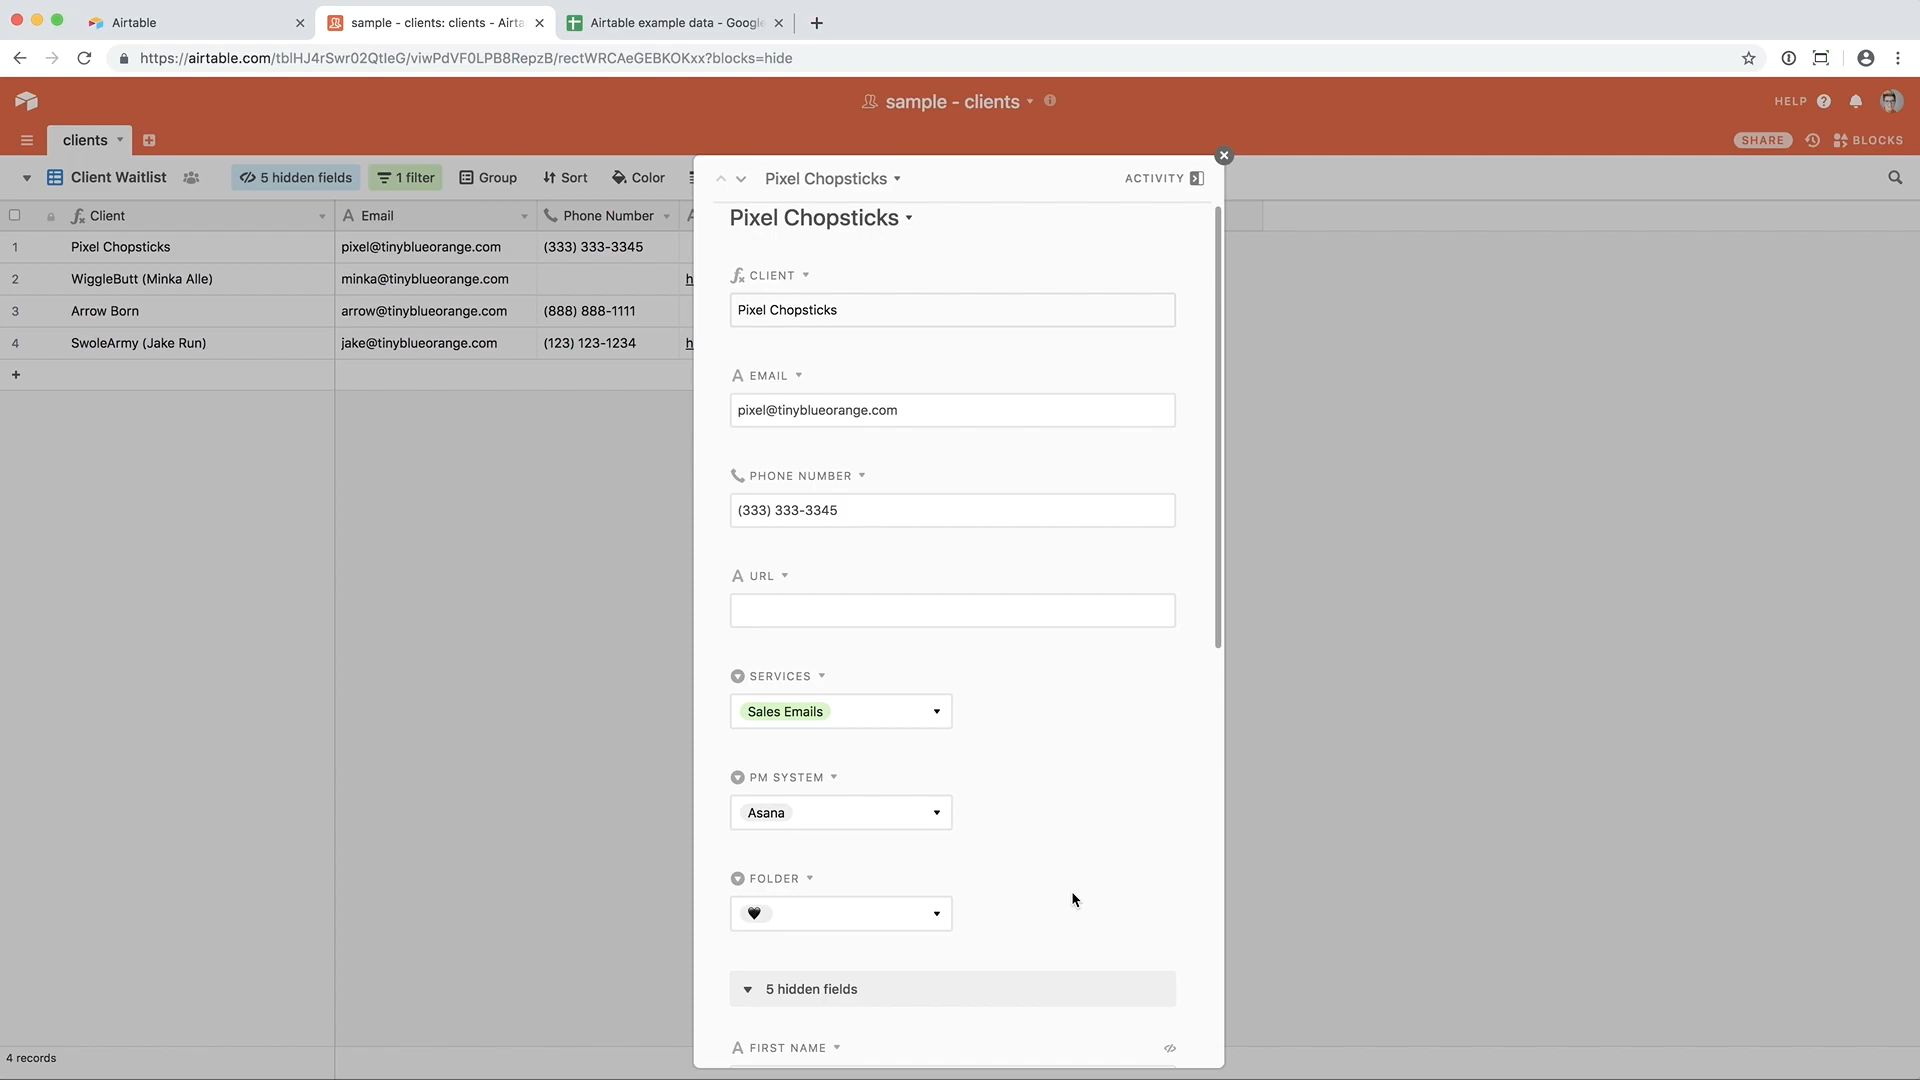 Airtable
sample - clients: clients - Airta
Airtable example data - Google
https://airtable.com/tblHJ4rSwr02QtIeG/viwPdVF0LPB8RepzB/rectWRCAeGEBKOKxx?blocks=hide
sample - clients
HELP
clients
SHARE
BLOCKS
Client Waitlist
5 hidden fields
1 filter
Group
Sort
Color
Client
Email
Phone Number
1 Pixel Chopsticks pixel@tinyblueorange.com (333) 333-3345
2 WiggleButt (Minka Alle) minka@tinyblueorange.com h
3 Arrow Born arrow@tinyblueorange.com (888) 888-1111
4 SwoleArmy (Jake Run) jake@tinyblueorange.com (123) 123-1234 h
4 records
Pixel Chopsticks
ACTIVITY
Pixel Chopsticks
CLIENT
Pixel Chopsticks
EMAIL
pixel@tinyblueorange.com
PHONE NUMBER
(333) 333-3345
URL
SERVICES
Sales Emails
PM SYSTEM
Asana
FOLDER
🖤
5 hidden fields
FIRST NAME